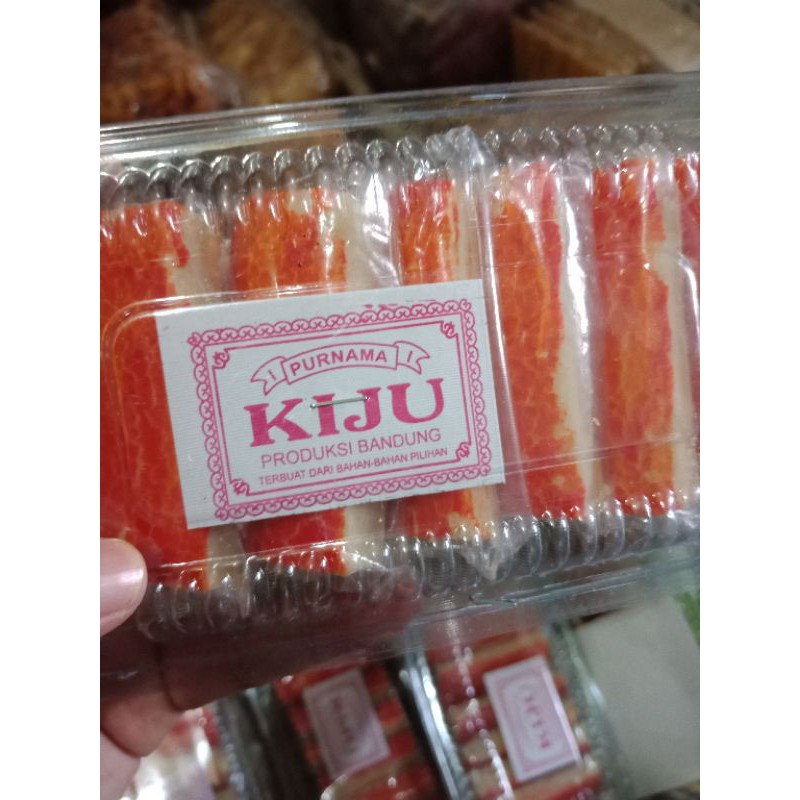 PURNAMA
KIJU
PRODUKSI BANDUNG
TERBUAT DARI BAHAN-BAHAN PILIHAN